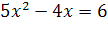 5x² − 4x = 6